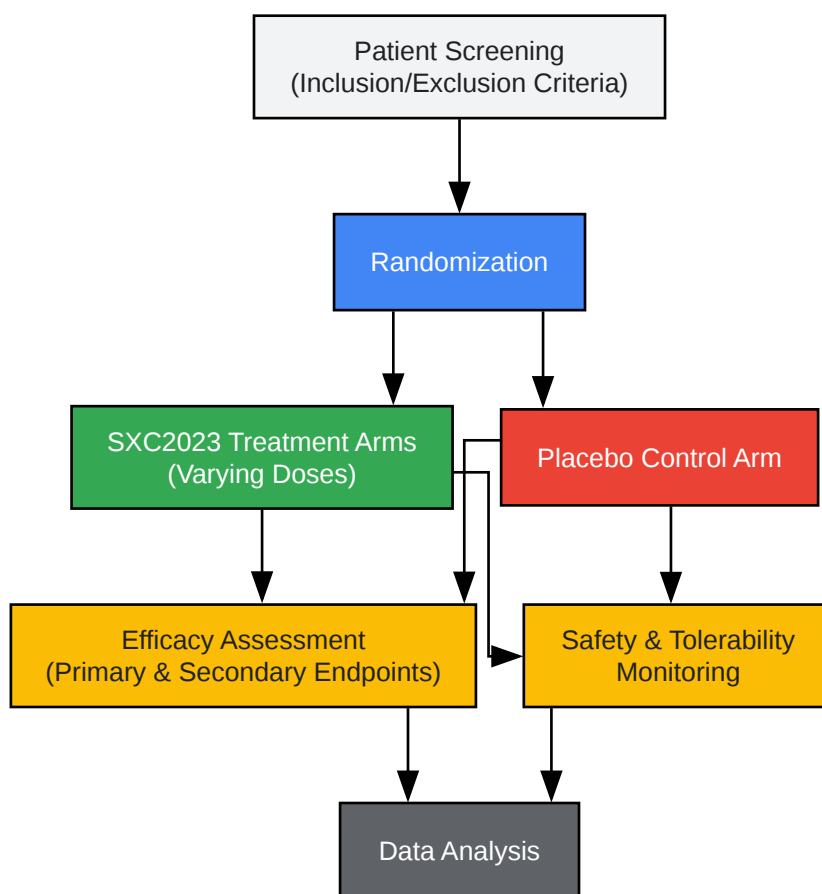 Patient Screening
(Inclusion/Exclusion Criteria)
Randomization
SXC2023 Treatment Arms
(Varying Doses)
Placebo Control Arm
Efficacy Assessment
(Primary & Secondary Endpoints)
Safety & Tolerability
Monitoring
Data Analysis